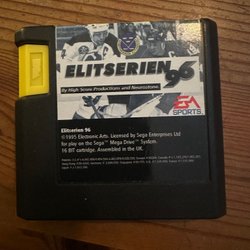 ELITSERIEN 96
By High Score Productions and Neurostone.
EA
SPORTS
Elitserien 96
©1995 Electronic Arts. Licensed by Sega Enterprises Ltd
for play on the Sega™ Mega Drive™ System.
16 BIT cartridge. Assembled in the UK.